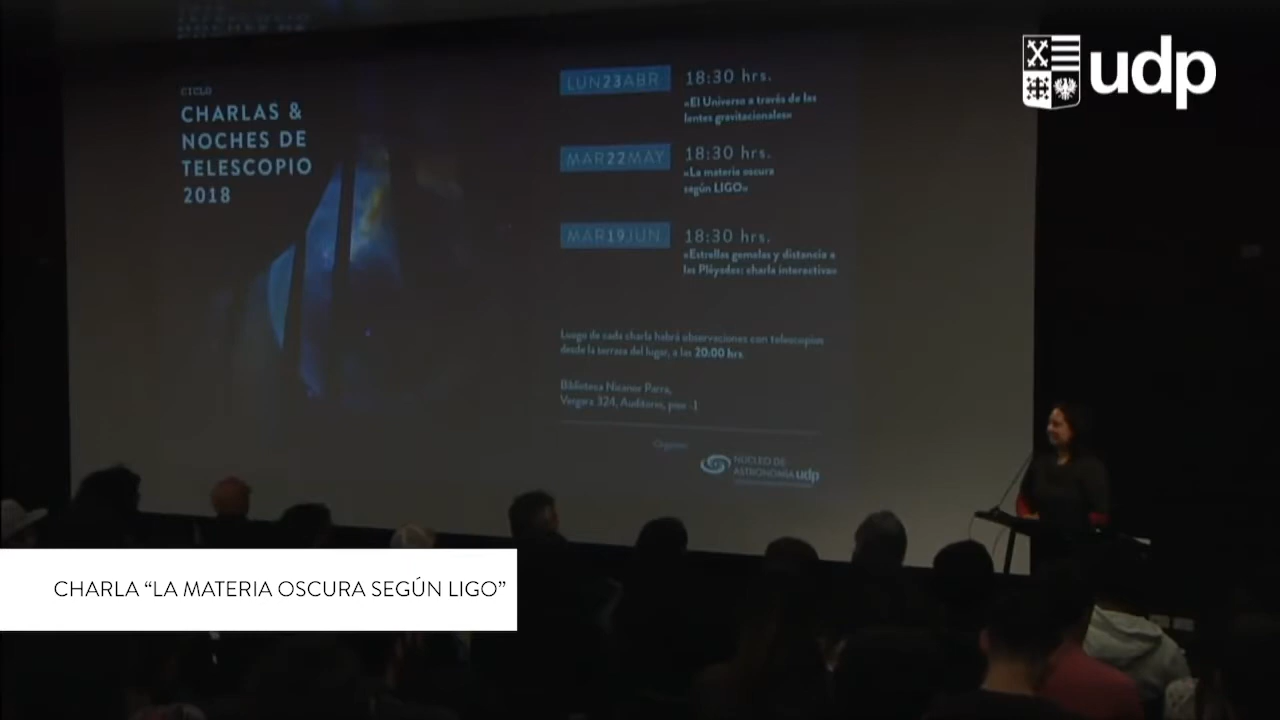 udp
CICLO
CHARLAS &
NOCHES DE
TELESCOPIO
2018
LUN23ABR
18:30 hrs.
«El Universo a través de las
lentes gravitacionales»
MAR22MAY
18:30 hrs.
«La materia oscura
según LIGO»
MAR19JUN
18:30 hrs.
«Estrellas gemelas y distancia a
las Pléyades: charla interactiva»
Luego de cada charla habrá observaciones con telescopios
desde la terraza del lugar, a las 20:00 hrs.
Biblioteca Nicanor Parra,
Vergara 324, Auditorio, piso -1
NÚCLEO DE
ASTRONOMÍA udp
CHARLA “LA MATERIA OSCURA SEGÚN LIGO”